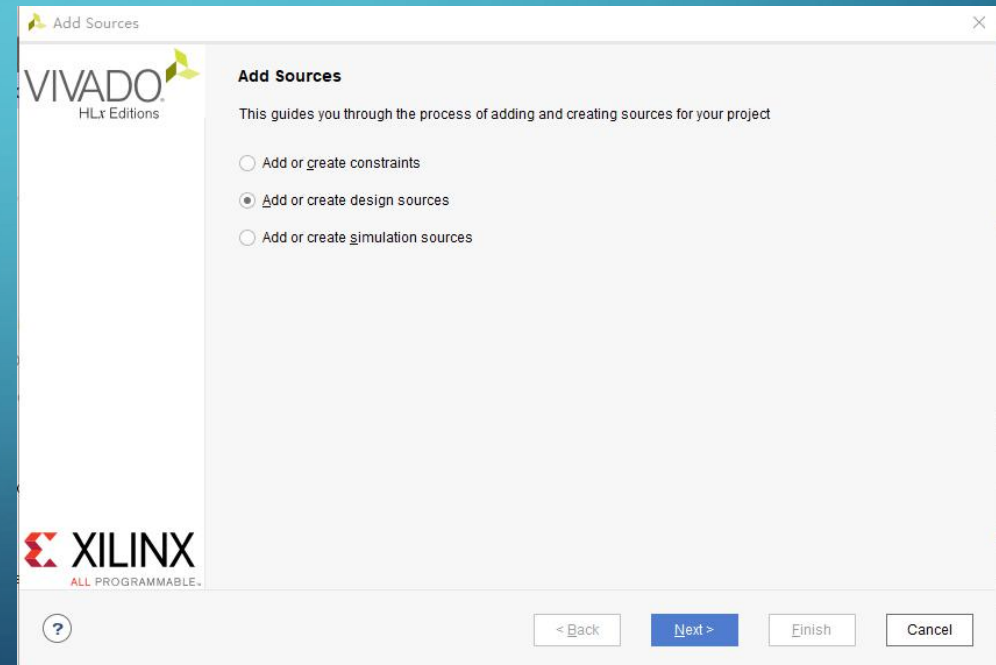 Add Sources
VIVADO.
HLx Editions
Add Sources
This guides you through the process of adding and creating sources for your project
Add or create constraints
Add or create design sources
Add or create simulation sources
XILINX
ALL PROGRAMMABLE.
?
< Back
Next >
Finish
Cancel